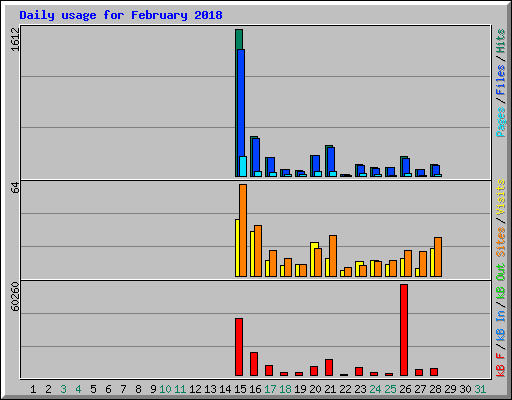 Daily usage for February 2018
1612
64
60260
Pages/Files/Hits
Sites/Visits
kB F/kB In/kB Out
1 2 3 4 5 6 7 8 9 10 11 12 13 14 15 16 17 18 19 20 21 22 23 24 25 26 27 28 29 30 31